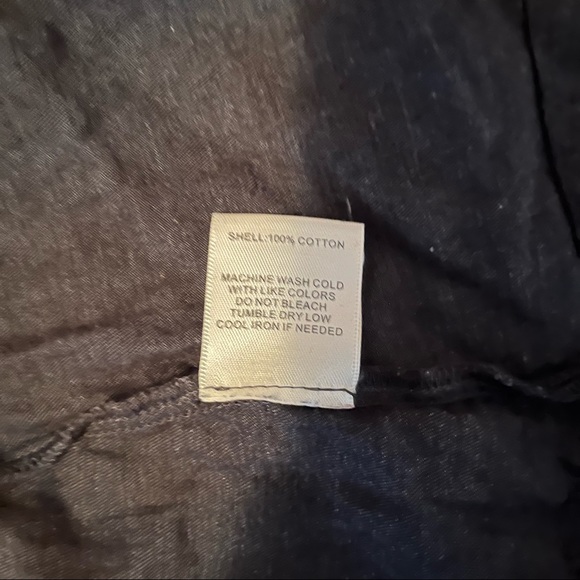 SHELL:100% COTTON
MACHINE WASH COLD
WITH LIKE COLORS
DO NOT BLEACH
TUMBLE DRY LOW
COOL IRON IF NEEDED